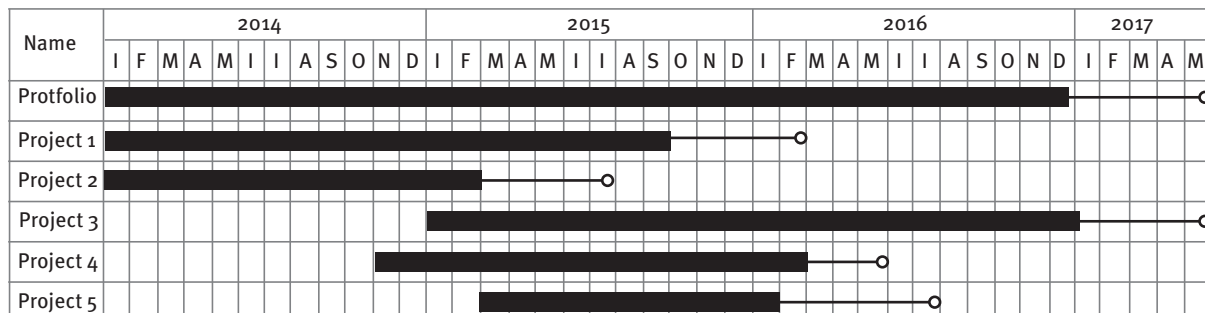 Name 2014 2015 2016 2017
I F M A M I I A S O N D I F M A M I I A S O N D I F M A M I I A S O N D I F M A M
Protfolio
Project 1
Project 2
Project 3
Project 4
Project 5